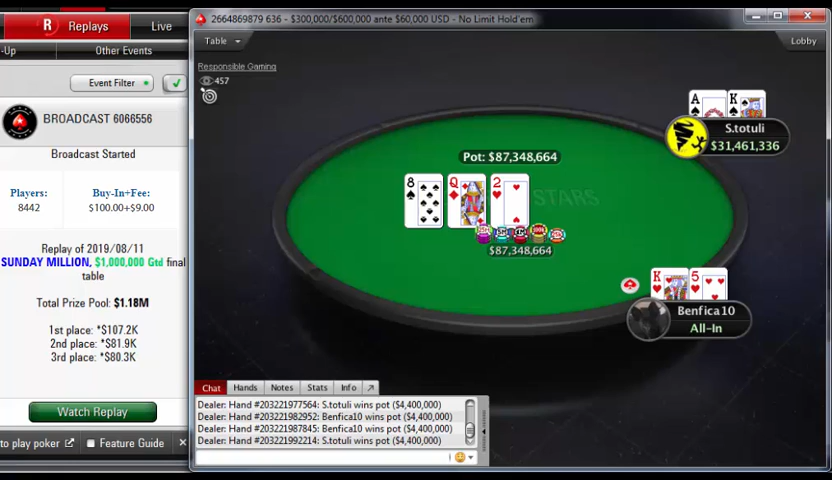 Replays
Live
-Up
Other Events
Event Filter
BROADCAST 6066556
Broadcast Started
Players:
Buy-In+Fee:
8442
$100.00+$9.00
Replay of 2019/08/11
SUNDAY MILLION, $1,000,000 Gtd final
table
Total Prize Pool: $1.18M
1st place: *$107.2K
2nd place: *$81.9K
3rd place: *$80.3K
Watch Replay
to play poker
Feature Guide
2664869879 636 - $300,000/$600,000 ante $60,000 USD - No Limit Hold'em
Table
Lobby
Responsible Gaming
457
A
K
S.totuli
$31,461,336
Pot: $87,348,664
8
Q
2
STARS
$87,348,664
K
5
Benfica10
All-In
Chat
Hands
Notes
Stats
Info
Dealer: Hand #203221977564: S.totuli wins pot ($4,400,000)
Dealer: Hand #203221982952: Benfica10 wins pot ($4,400,000)
Dealer: Hand #203221987845: Benfica10 wins pot ($4,400,000)
Dealer: Hand #203221992214: S.totuli wins pot ($4,400,000)